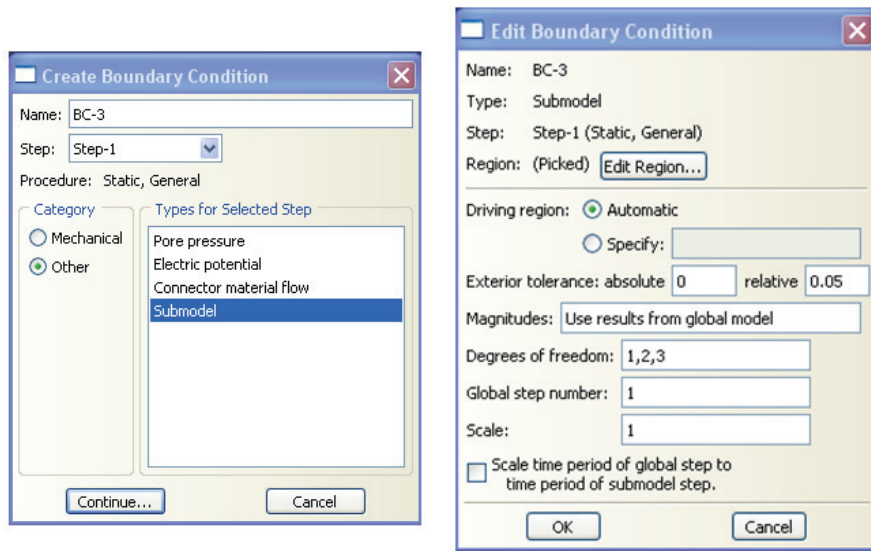 Create Boundary Condition
Name: BC-3
Step: Step-1
Procedure: Static, General
Category
Mechanical
Other
Types for Selected Step
Pore pressure
Electric potential
Connector material flow
Submodel
Continue... Cancel
Edit Boundary Condition
Name: BC-3
Type: Submodel
Step: Step-1 (Static, General)
Region: (Picked) Edit Region...
Driving region: Automatic
Specify:
Exterior tolerance: absolute 0 relative 0.05
Magnitudes: Use results from global model
Degrees of freedom: 1,2,3
Global step number: 1
Scale: 1
Scale time period of global step to
time period of submodel step.
OK Cancel